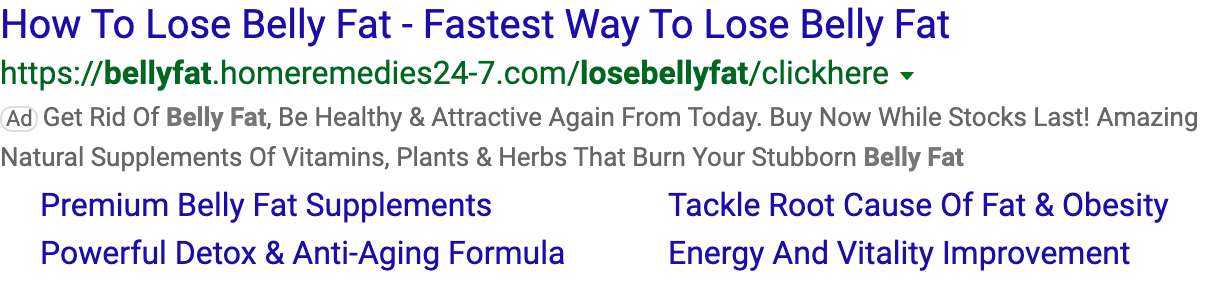 How To Lose Belly Fat - Fastest Way To Lose Belly Fat
https://bellyfat.homeremedies24-7.com/losebellyfat/clickhere
Ad Get Rid Of Belly Fat, Be Healthy & Attractive Again From Today. Buy Now While Stocks Last! Amazing
Natural Supplements Of Vitamins, Plants & Herbs That Burn Your Stubborn Belly Fat
Premium Belly Fat Supplements
Tackle Root Cause Of Fat & Obesity
Powerful Detox & Anti-Aging Formula
Energy And Vitality Improvement